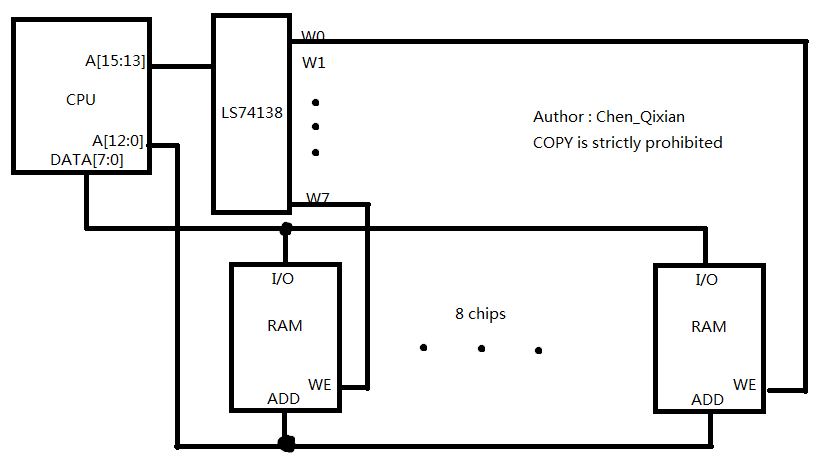 A[15:13]
CPU
A[12:0]
DATA[7:0]
LS74138
W0
W1
W7
Author : Chen_Qixian
COPY is strictly prohibited
I/O
RAM
WE
ADD
8 chips
I/O
RAM
WE
ADD